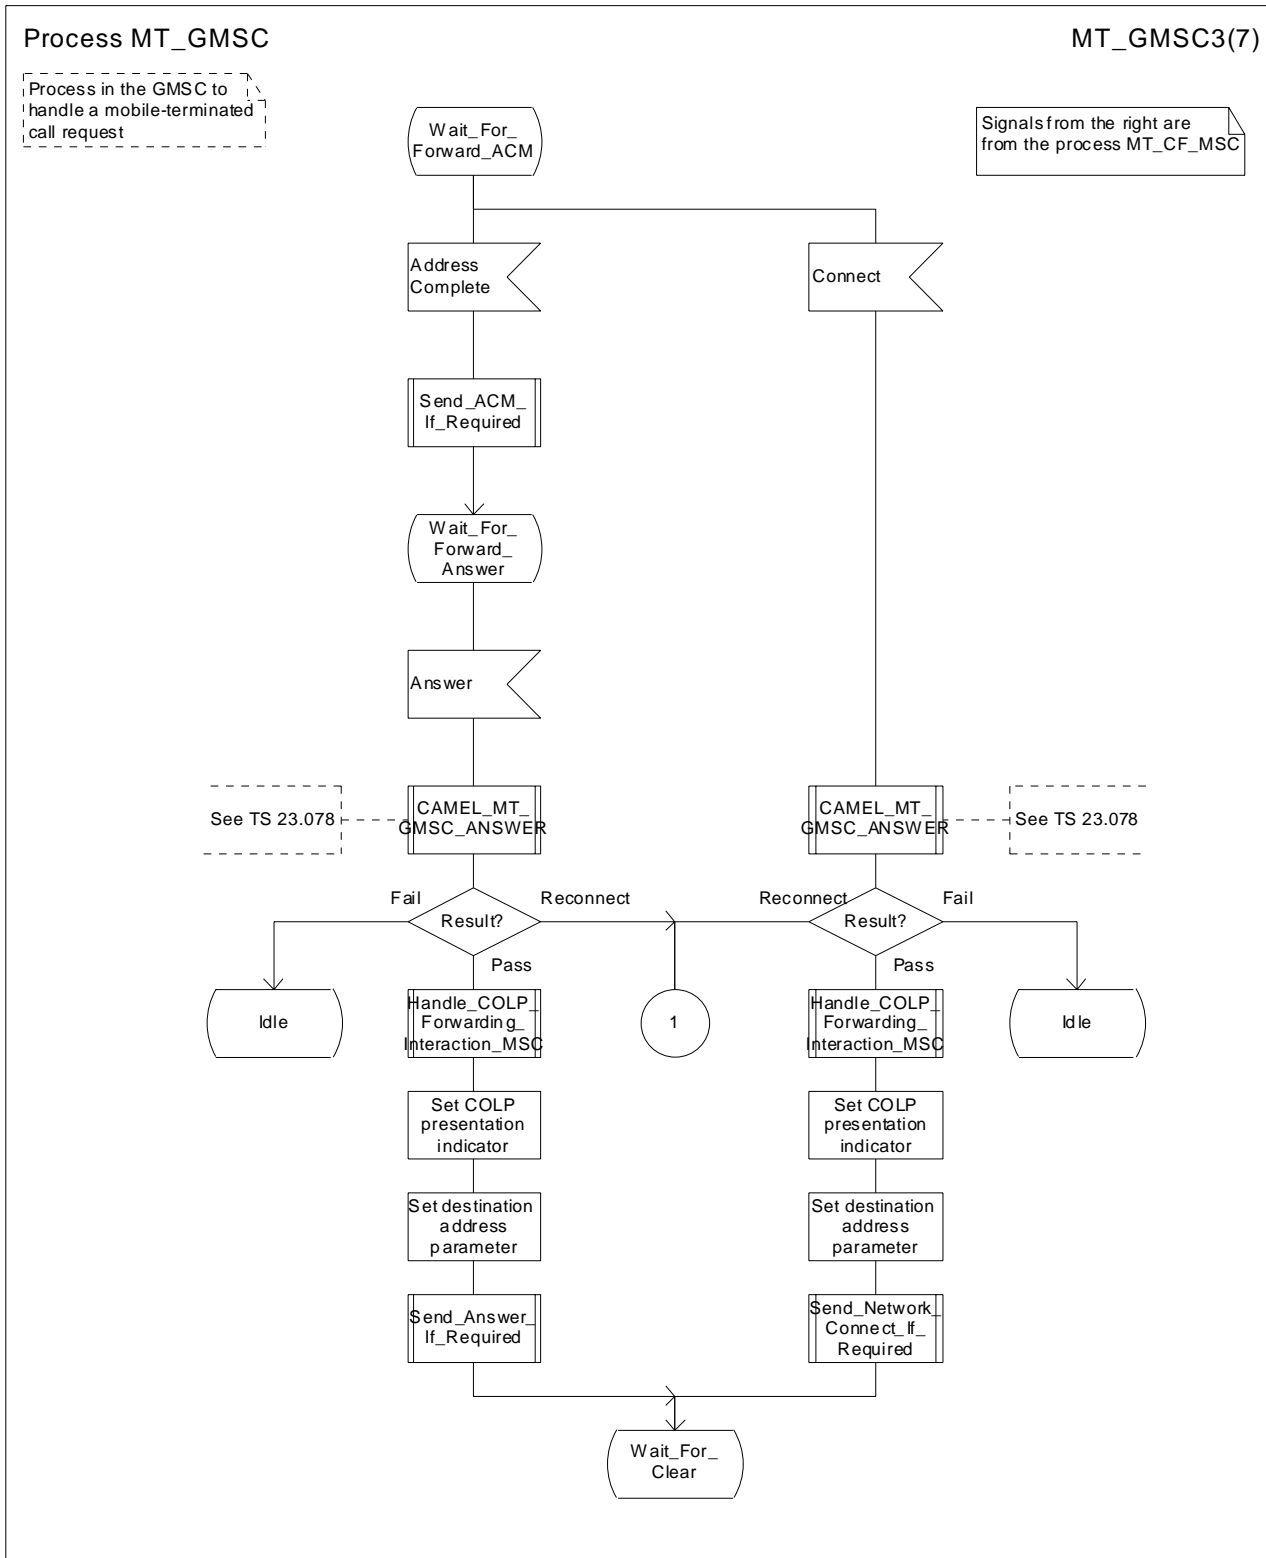 Process MT_GMSC
MT_GMSC3(7)
Process in the GMSC to
handle a mobile-terminated
call request
Signals from the right are
from the process MT_CF_MSC
Wait_For_
Forward_ACM
Address
Complete
Connect
Send_ACM_
If_Required
Wait_For_
Forward_
Answer
Answer
See TS 23.078
CAMEL_MT_
GMSC_ANSWER
CAMEL_MT_
GMSC_ANSWER
See TS 23.078
Fail
Result?
Reconnect
Pass
Reconnect
Result?
Fail
Pass
Idle
Handle_COLP_
Forwarding_
Interaction_MSC
1
Handle_COLP_
Forwarding_
Interaction_MSC
Idle
Set COLP
presentation
indicator
Set COLP
presentation
indicator
Set destination
address
parameter
Set destination
address
parameter
Send_Answer_
If_Required
Send_Network_
Connect_If_
Required
Wait_For_
Clear